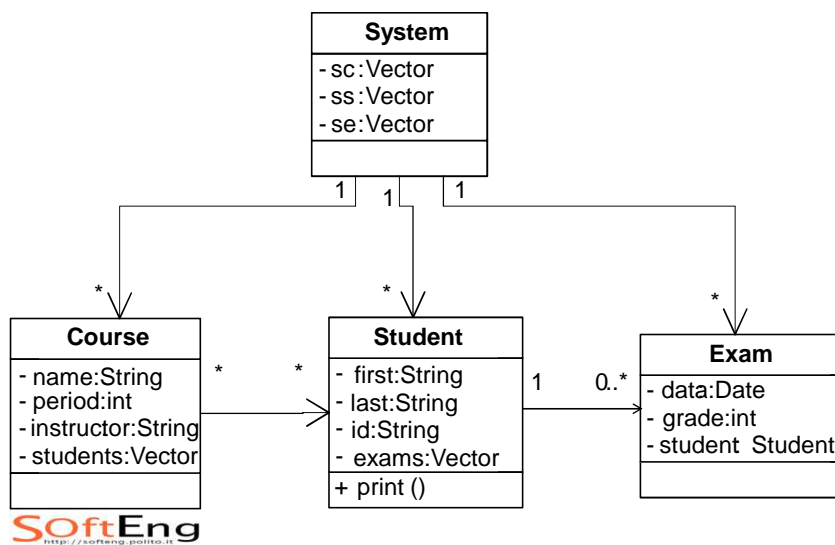 System
- sc:Vector
- ss:Vector
- se:Vector
1
1
1
*
*
*
Course
- name:String
- period:int
- instructor:String
- students:Vector
*
*
Student
- first:String
- last:String
- id:String
- exams:Vector
+ print ()
1
0..*
Exam
- data:Date
- grade:int
- student Student
SOftEng
http://softeng.polito.it